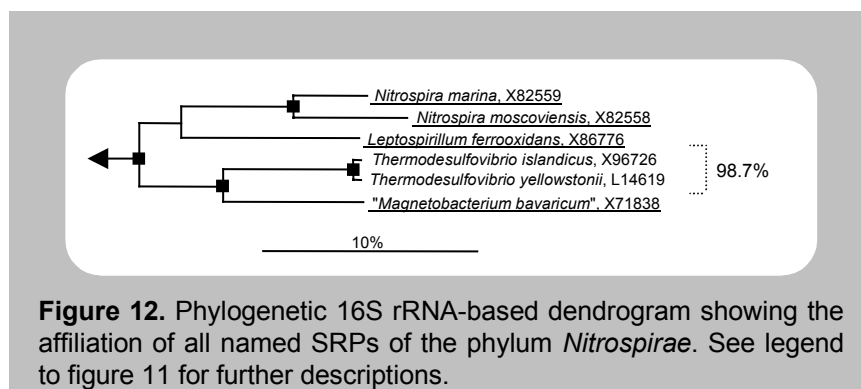 Nitrospira marina, X82559
Nitrospira moscoviensis, X82558
Leptospirillum ferrooxidans, X86776
Thermodesulfovibrio islandicus, X96726
Thermodesulfovibrio yellowstonii, L14619
"Magnetobacterium bavaricum", X71838
98.7%
10%
Figure 12. Phylogenetic 16S rRNA-based dendrogram showing the
affiliation of all named SRPs of the phylum Nitrospirae. See legend
to figure 11 for further descriptions.